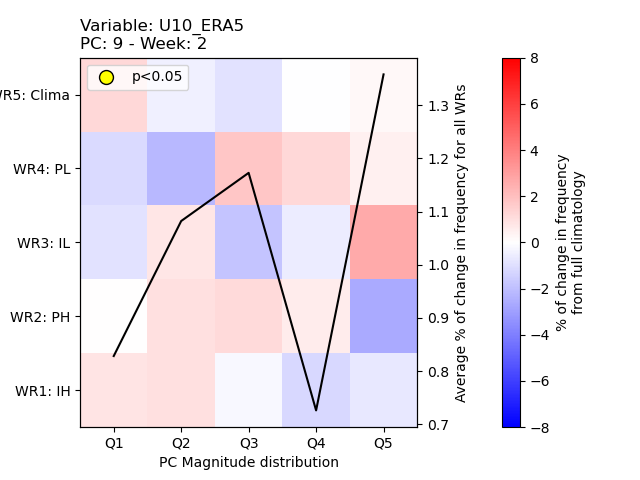 Variable: U10_ERA5
PC: 9 - Week: 2
p<0.05
WR5: Clima
WR4: PL
WR3: IL
WR2: PH
WR1: IH
Q1 Q2 Q3 Q4 Q5
PC Magnitude distribution
1.3
1.2
1.1
1.0
0.9
0.8
0.7
Average % of change in frequency for all WRs
8
6
4
2
0
−2
−4
−6
−8
% of change in frequency
from full climatology